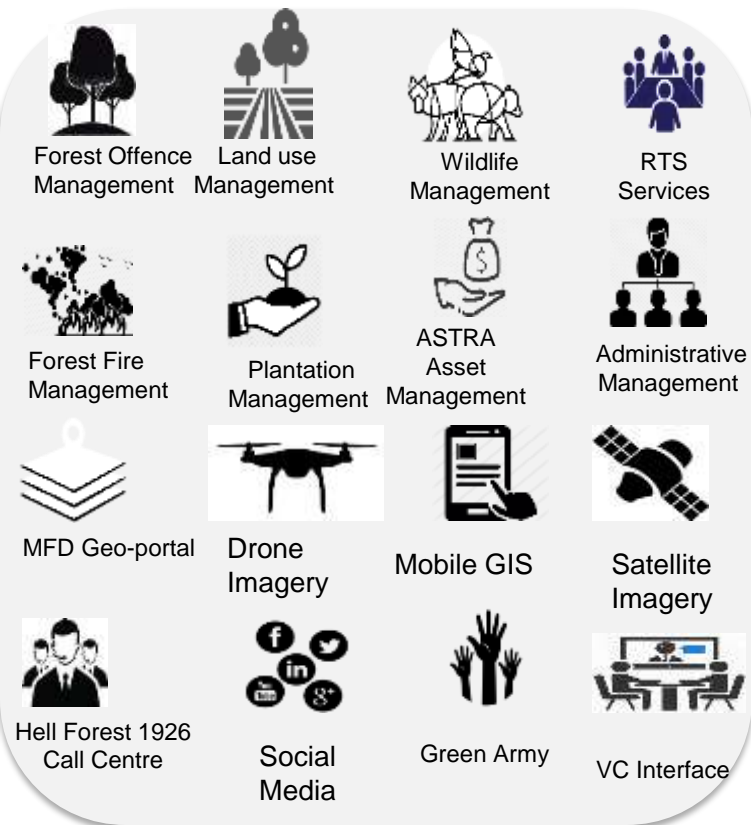 Forest Offence
Management
Land use
Management
Wildlife
Management
RTS
Services
Forest Fire
Management
Plantation
Management
$
ASTRA
Asset
Management
Administrative
Management
MFD Geo-portal
Drone
Imagery
Mobile GIS
Satellite
Imagery
Hell Forest 1926
Call Centre
f
in
g+
Social
Media
Green Army
VC Interface